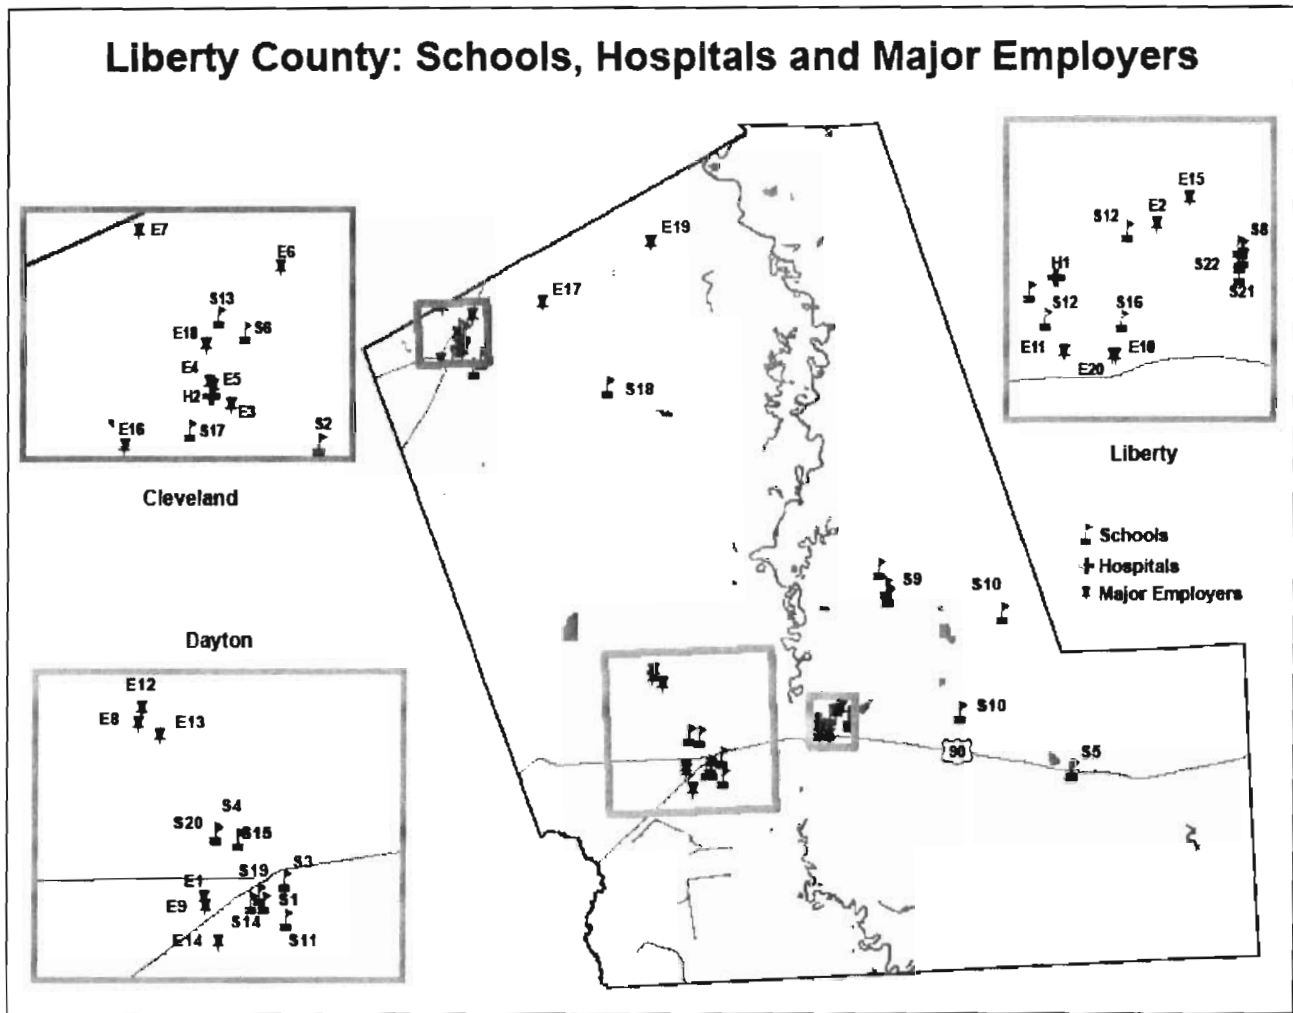 Liberty County: Schools, Hospitals and Major Employers
E7
E6
S13
S6
E18
E4
E5
H2
E3
E16
S17
S2
Cleveland
E19
E17
S18
E15
E2
S12
S8
H1
S22
S21
S12
S16
E11
E10
E20
Liberty
Schools
Hospitals
Major Employers
S9
S10
S10
90
S5
Dayton
E12
E8
E13
S4
S20
S15
S3
S19
E1
S1
E9
S14
E14
S11